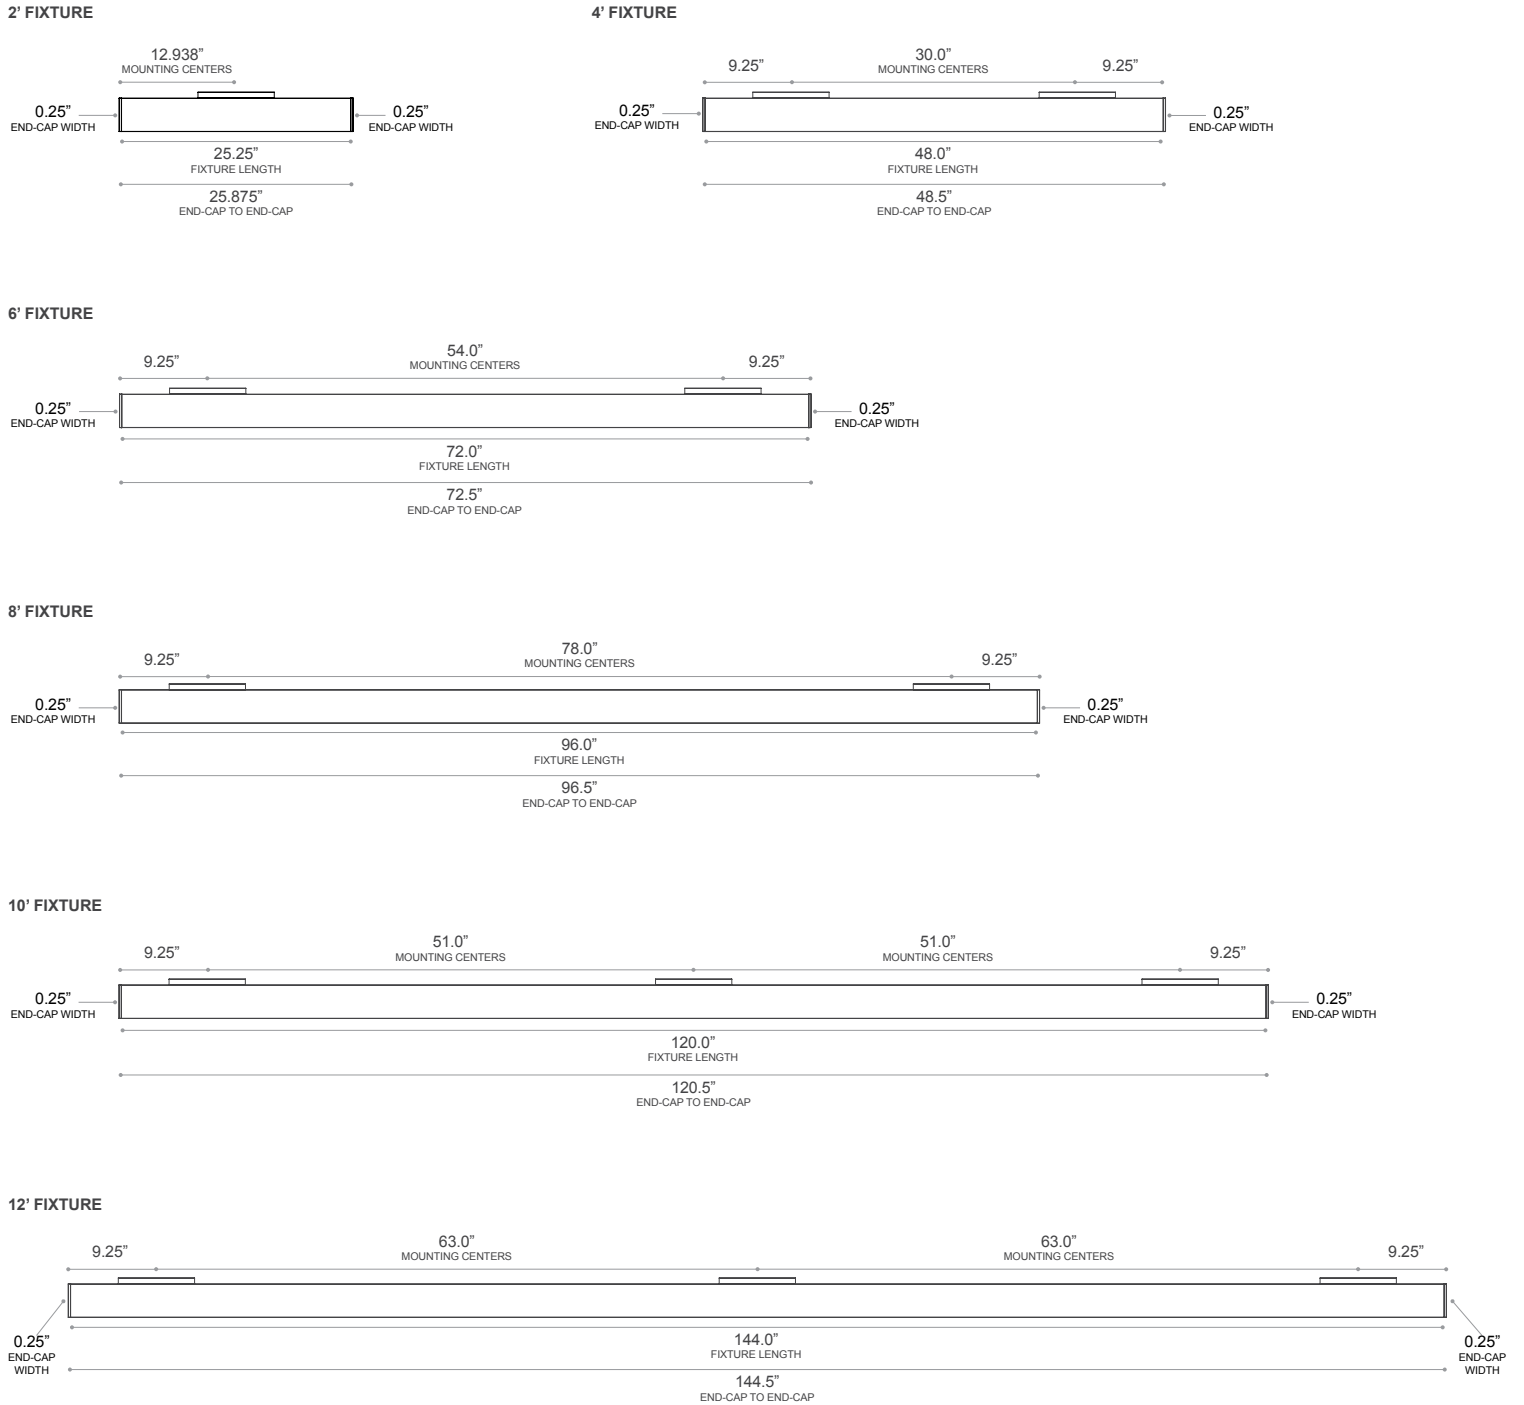 2’ FIXTURE
12.938”
MOUNTING CENTERS
0.25”
END-CAP WIDTH
0.25”
END-CAP WIDTH
25.25”
FIXTURE LENGTH
25.875”
END-CAP TO END-CAP
4’ FIXTURE
9.25”
30.0”
MOUNTING CENTERS
9.25”
0.25”
END-CAP WIDTH
0.25”
END-CAP WIDTH
48.0”
FIXTURE LENGTH
48.5”
END-CAP TO END-CAP
6’ FIXTURE
9.25”
54.0”
MOUNTING CENTERS
9.25”
0.25”
END-CAP WIDTH
0.25”
END-CAP WIDTH
72.0”
FIXTURE LENGTH
72.5”
END-CAP TO END-CAP
8’ FIXTURE
9.25”
78.0”
MOUNTING CENTERS
9.25”
0.25”
END-CAP WIDTH
0.25”
END-CAP WIDTH
96.0”
FIXTURE LENGTH
96.5”
END-CAP TO END-CAP
10’ FIXTURE
9.25”
51.0”
MOUNTING CENTERS
51.0”
MOUNTING CENTERS
9.25”
0.25”
END-CAP WIDTH
0.25”
END-CAP WIDTH
120.0”
FIXTURE LENGTH
120.5”
END-CAP TO END-CAP
12’ FIXTURE
9.25”
63.0”
MOUNTING CENTERS
63.0”
MOUNTING CENTERS
9.25”
0.25”
END-CAP
WIDTH
0.25”
END-CAP
WIDTH
144.0”
FIXTURE LENGTH
144.5”
END-CAP TO END-CAP